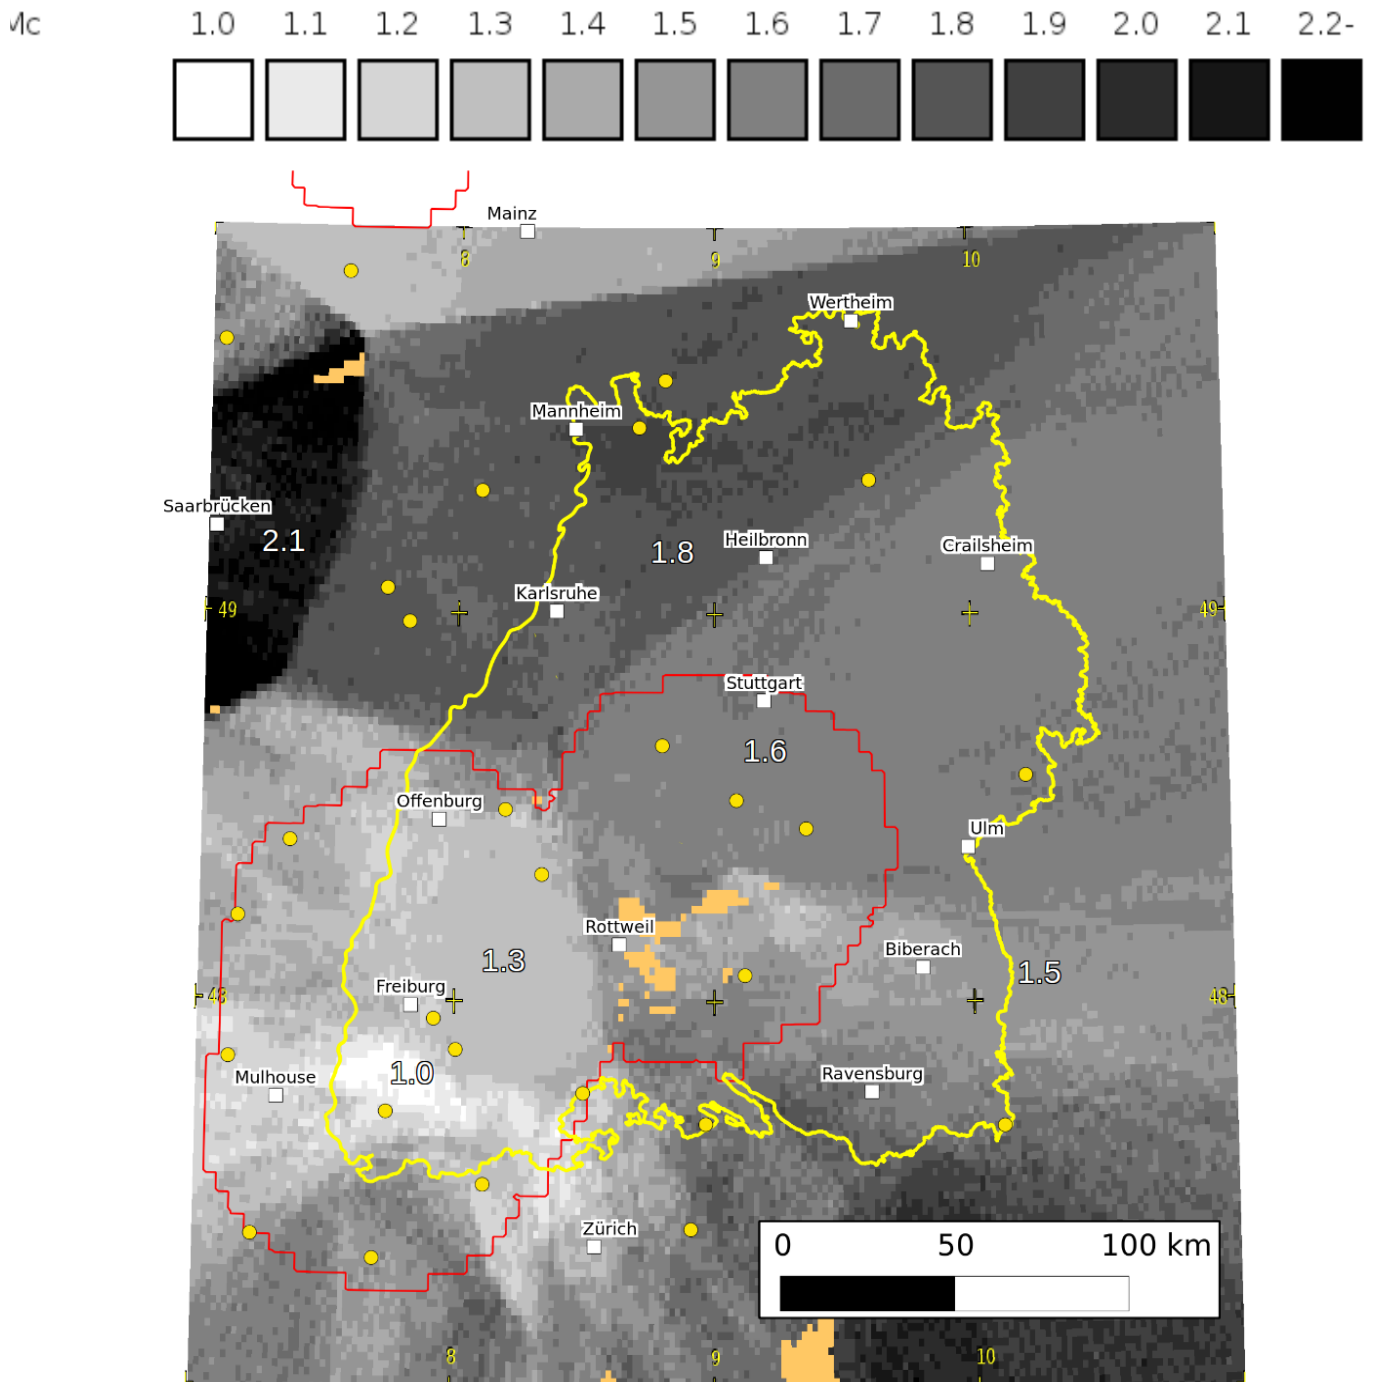 Mc 1.0 1.1 1.2 1.3 1.4 1.5 1.6 1.7 1.8 1.9 2.0 2.1 2.2-
Mainz
8 9 10
Wertheim
Mannheim
Saarbrücken
2.1
1.8
Heilbronn
Crailsheim
Karlsruhe
49 49
Stuttgart
1.6
Offenburg
Ulm
Rottweil
Biberach
1.3
1.5
Freiburg
48 48
1.0
Mulhouse
Ravensburg
Zürich
0 50 100 km
8 9 10